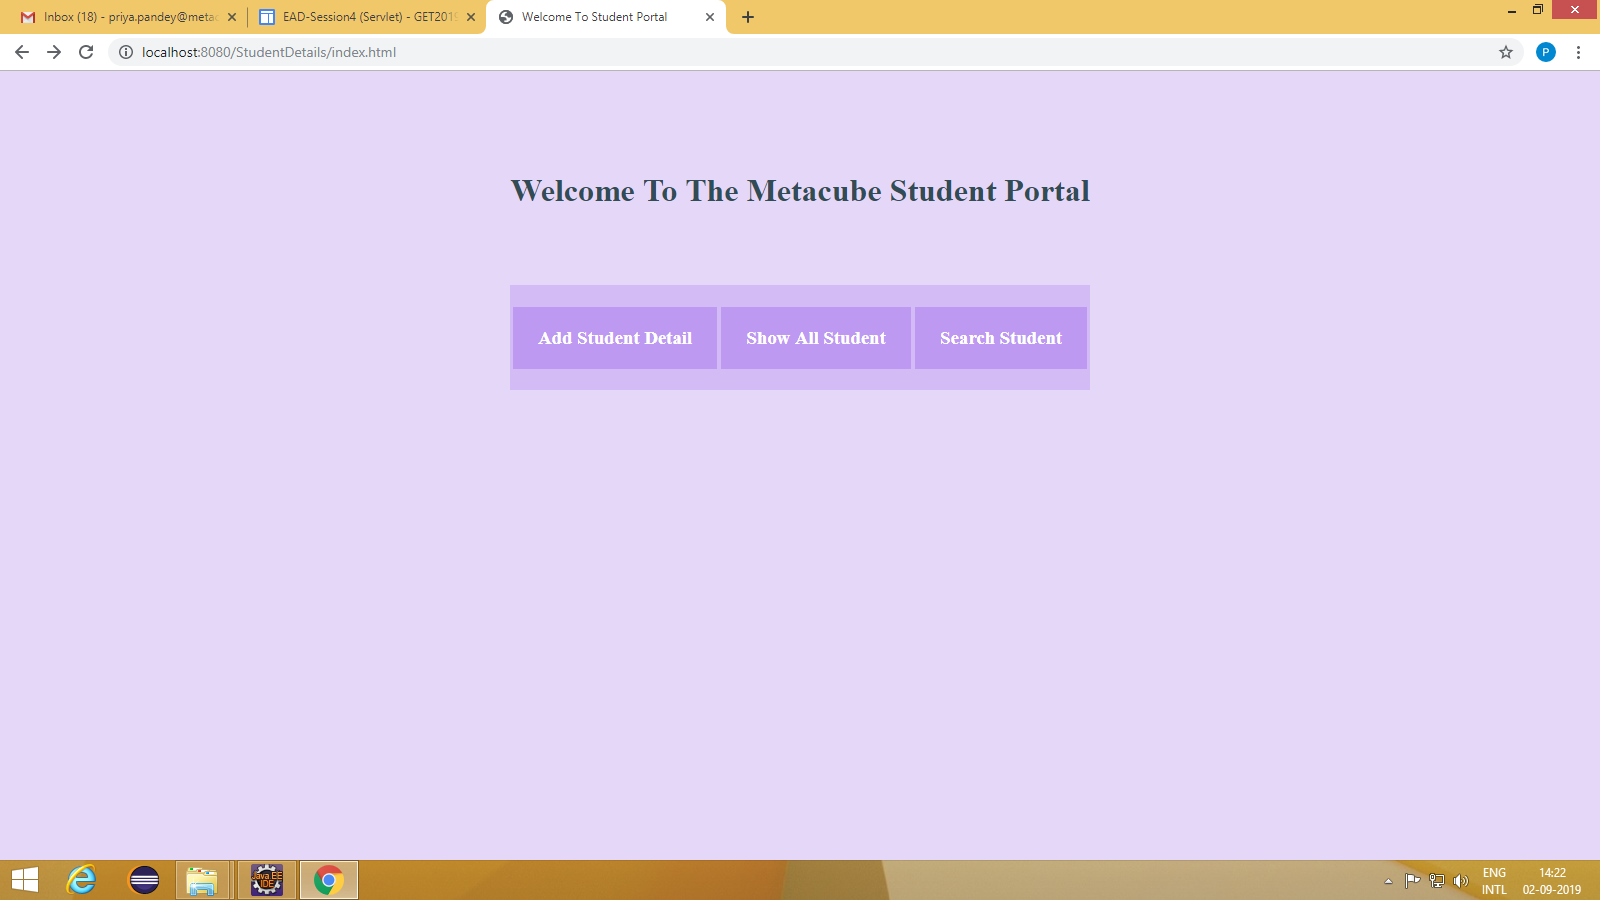 Inbox (18) - priya.pandey@metac
EAD-Session4 (Servlet) - GET2019
Welcome To Student Portal
localhost:8080/StudentDetails/index.html
P
Welcome To The Metacube Student Portal
Add Student Detail
Show All Student
Search Student
Java EE
IDE
ENG
INTL
14:22
02-09-2019